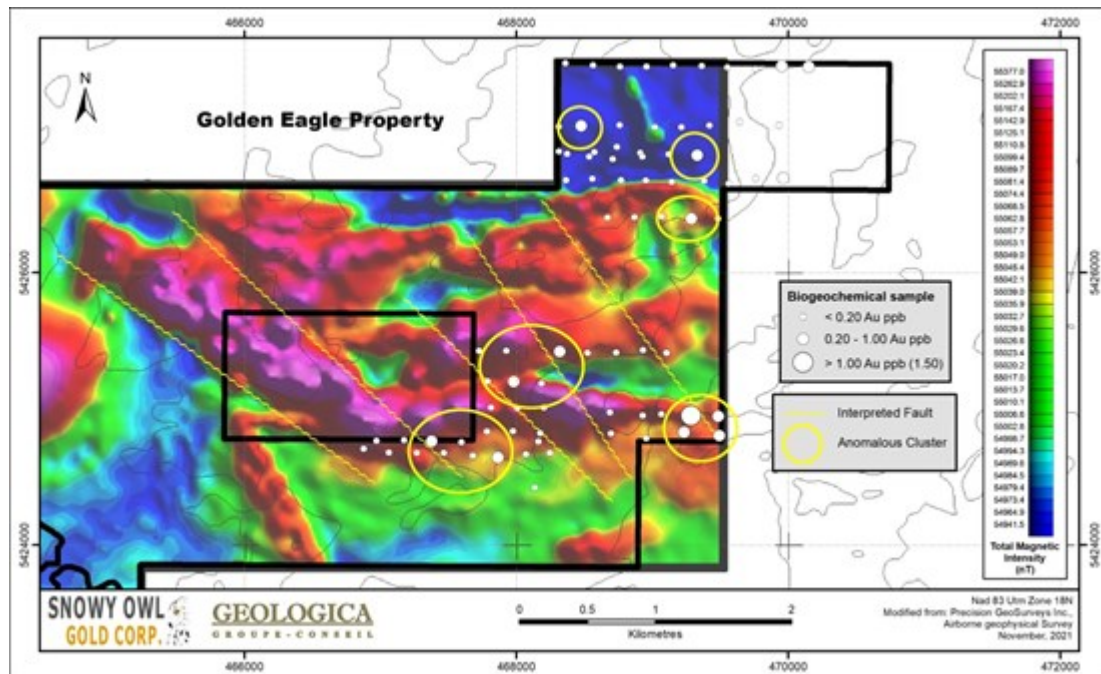 466000 468000 470000 472000
N
Golden Eagle Property
5426000
5424000
5426000
5424000
Biogeochemical sample
< 0.20 Au ppb
0.20 - 1.00 Au ppb
> 1.00 Au ppb (1.50)
Interpreted Fault
Anomalous Cluster
55377.0
55262.9
55202.1
55167.4
55142.9
55125.1
55110.8
55099.4
55089.7
55081.4
55074.4
55068.5
55062.8
55057.7
55053.1
55049.0
55045.4
55042.1
55039.0
55035.9
55032.7
55029.6
55026.6
55023.4
55020.2
55017.0
55013.7
55010.1
55006.6
55002.8
54998.7
54994.3
54989.6
54984.5
54979.4
54973.4
54964.9
54941.5
Total Magnetic
Intensity
(nT)
SNOWY OWL
GOLD CORP.
GEOLOGICA
GROUPE-CONSEIL
0 0.5 1 2
Kilometres
Nad 83 Utm Zone 18N
Modified from: Precision GeoSurveys Inc.,
Airborne geophysical Survey
November, 2021
466000 468000 470000 472000